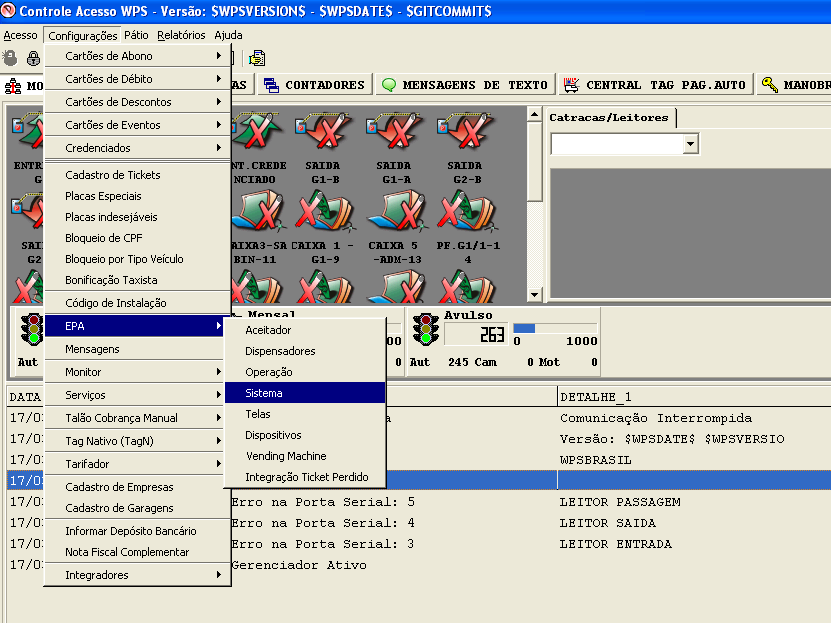 Controle Acesso WPS - Versão: $WPSVERSION$ - $WPSDATE$ - $GITCOMMIT$
Acesso Configurações Pátio Relatórios Ajuda
MO AS CONTADORES MENSAGENS DE TEXTO CENTRAL TAG PAG.AUTO MANOBR
Cartões de Abono
Cartões de Débito
Cartões de Descontos
Cartões de Eventos
Credenciados
Cadastro de Tickets
Placas Especiais
Placas indesejáveis
Bloqueio de CPF
Bloqueio por Tipo Veículo
Bonificação Taxista
Código de Instalação
EPA
Mensagens
Monitor
Serviços
Talão Cobrança Manual
Tag Nativo (TagN)
Tarifador
Cadastro de Empresas
Cadastro de Garagens
Informar Depósito Bancário
Nota Fiscal Complementar
Integradores
Aceitador
Dispensadores
Operação
Sistema
Telas
Dispositivos
Vending Machine
Integração Ticket Perdido
ENTR NT.CREDE SAIDA SAIDA SAIDA
G NCIADO G1-B G1-A G2-B
SAI AIXA3-SA CAIXA 1 - CAIXA 5 PF.G1/1-1
G2 BIN-11 G1-9 -ADM-13 4
Catracas/Leitores
Mensal
00
Aut 0
Avulso
263 0 1000
Aut 245 Cam 0 Mot 0
DATA DETALHE_1
17/0 a Comunicação Interrompida
17/0 Versão: $WPSDATE$ $WPSVERSIO
17/0 WPSBRASIL
17/0
17/0 Erro na Porta Serial: 5 LEITOR PASSAGEM
17/0 Erro na Porta Serial: 4 LEITOR SAIDA
17/0 Erro na Porta Serial: 3 LEITOR ENTRADA
17/0 Gerenciador Ativo